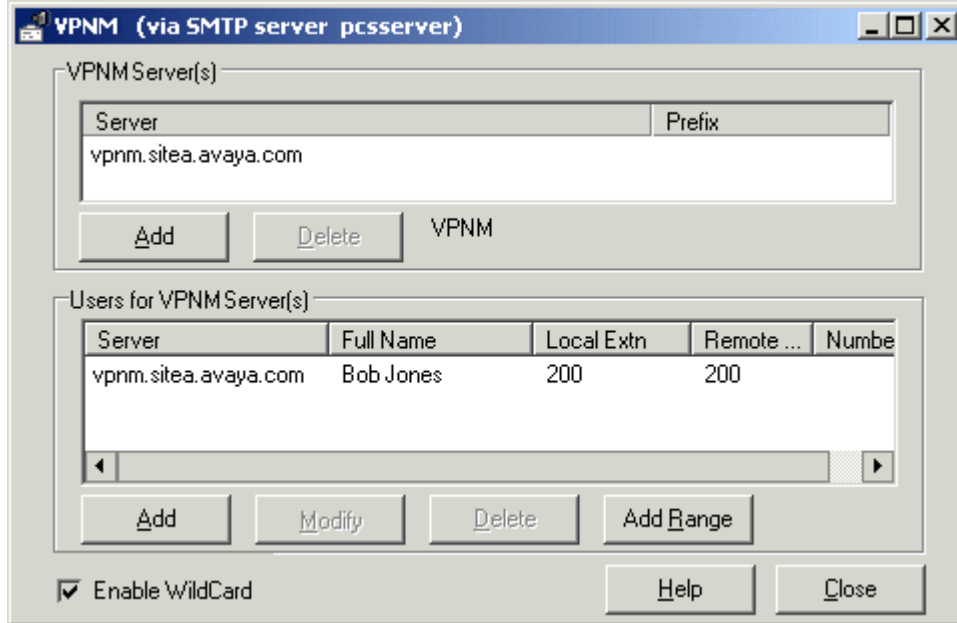 VPNM (via SMTP server pcsserver)
VPNM Server(s)
Server Prefix
vpnm.sitea.avaya.com
Add Delete VPNM
Users for VPNM Server(s)
Server Full Name Local Extn Remote ... Numbe
vpnm.sitea.avaya.com Bob Jones 200 200
Add Modify Delete Add Range
Enable WildCard Help Close